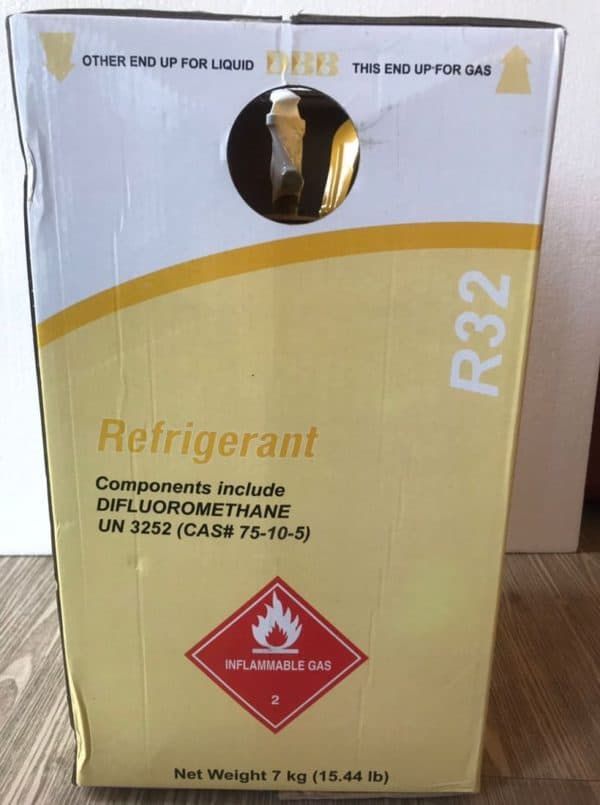 OTHER END UP FOR LIQUID DBB THIS END UP FOR GAS
R32
Refrigerant
Components include
DIFLUOROMETHANE
UN 3252 (CAS# 75-10-5)
INFLAMMABLE GAS
2
Net Weight 7 kg (15.44 lb)